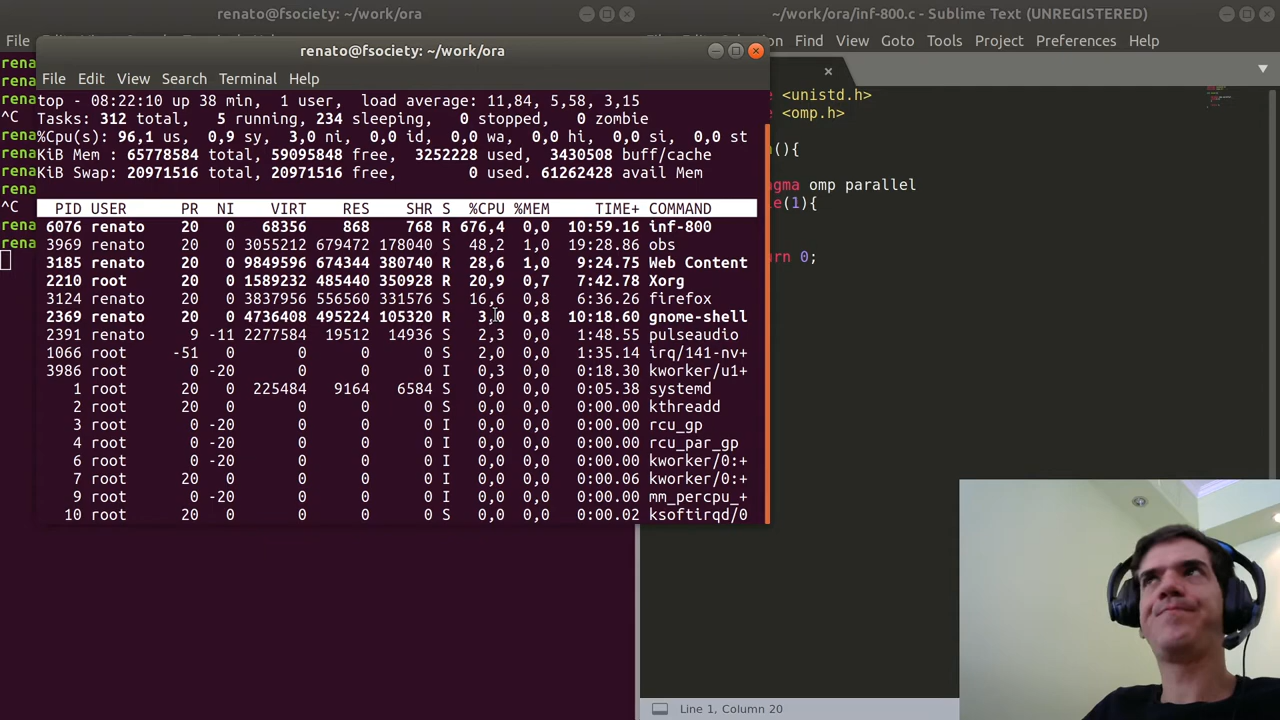 renato@fsociety: ~/work/ora
~/work/ora/inf-800.c - Sublime Text (UNREGISTERED)
File
Find View Goto Tools Project Preferences Help
renato@fsociety: ~/work/ora
File Edit View Search Terminal Help
rena
rena
rena
^C
rena
rena
rena
^C
rena
rena
top - 08:22:10 up 38 min, 1 user, load average: 11,84, 5,58, 3,15
Tasks: 312 total, 5 running, 234 sleeping, 0 stopped, 0 zombie
%Cpu(s): 96,1 us, 0,9 sy, 3,0 ni, 0,0 id, 0,0 wa, 0,0 hi, 0,0 si, 0,0 st
KiB Mem : 65778584 total, 59095848 free, 3252228 used, 3430508 buff/cache
KiB Swap: 20971516 total, 20971516 free, 0 used. 61262428 avail Mem
PID USER PR NI VIRT RES SHR S %CPU %MEM TIME+ COMMAND
6076 renato 20 0 68356 868 768 R 676,4 0,0 10:59.16 inf-800
3969 renato 20 0 3055212 679472 178040 S 48,2 1,0 19:28.86 obs
3185 renato 20 0 9849596 674344 380740 R 28,6 1,0 9:24.75 Web Content
2210 root 20 0 1589232 485440 350928 R 20,9 0,7 7:42.78 Xorg
3124 renato 20 0 3837956 556560 331576 S 16,6 0,8 6:36.26 firefox
2369 renato 20 0 4736408 495224 105320 R 3,0 0,8 10:18.60 gnome-shell
2391 renato 9 -11 2277584 19512 14936 S 2,3 0,0 1:48.55 pulseaudio
1066 root -51 0 0 0 0 S 2,0 0,0 1:35.14 irq/141-nv+
3986 root 0 -20 0 0 0 I 0,3 0,0 0:18.30 kworker/u1+
1 root 20 0 225484 9164 6584 S 0,0 0,0 0:05.38 systemd
2 root 20 0 0 0 0 S 0,0 0,0 0:00.00 kthreadd
3 root 0 -20 0 0 0 I 0,0 0,0 0:00.00 rcu_gp
4 root 0 -20 0 0 0 I 0,0 0,0 0:00.00 rcu_par_gp
6 root 0 -20 0 0 0 I 0,0 0,0 0:00.00 kworker/0:+
7 root 20 0 0 0 0 I 0,0 0,0 0:00.06 kworker/0:+
9 root 0 -20 0 0 0 I 0,0 0,0 0:00.00 mm_percpu_+
10 root 20 0 0 0 0 S 0,0 0,0 0:00.02 ksoftirqd/0
<unistd.h>
<omp.h>
(){
gma omp parallel
le(1){
rn 0;
Line 1, Column 20